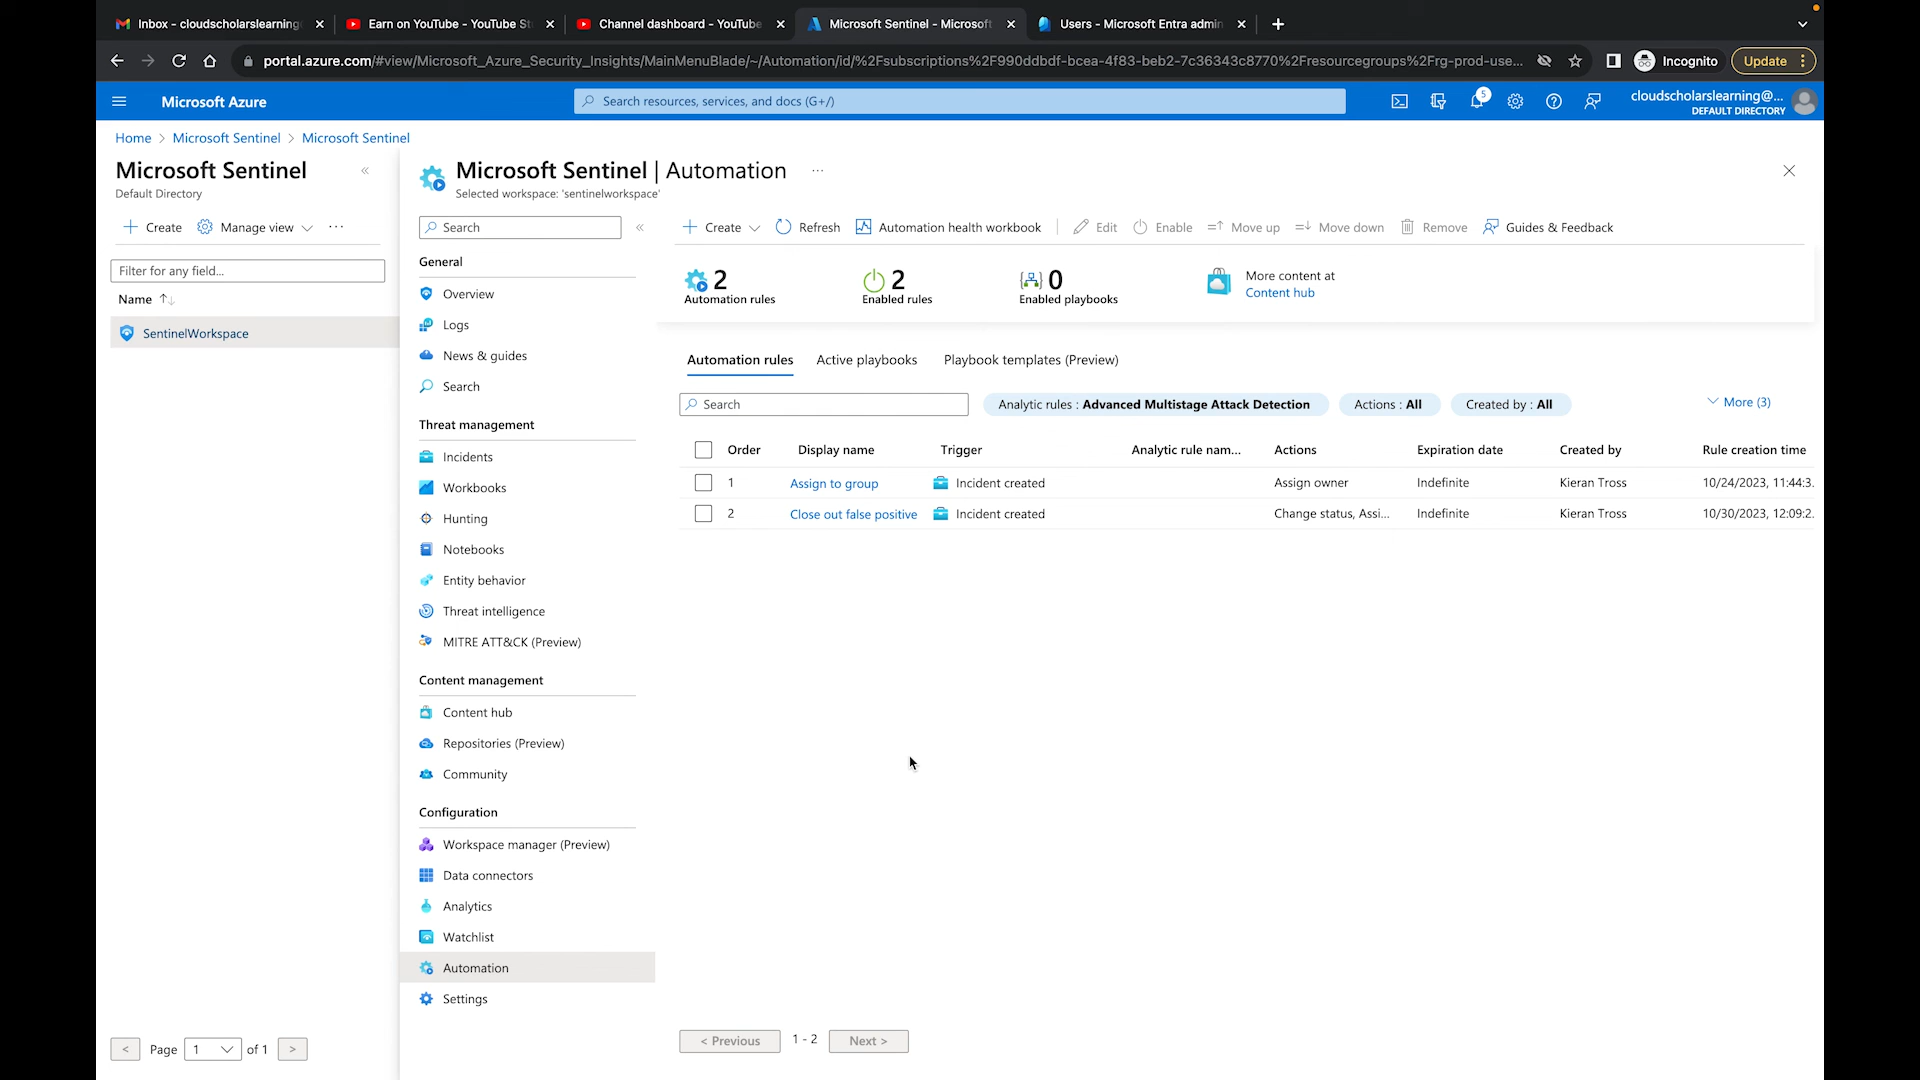 Inbox - cloudscholarslearning
Earn on YouTube - YouTube St
Channel dashboard - YouTube
Microsoft Sentinel - Microsoft
Users - Microsoft Entra admin
portal.azure.com/#view/Microsoft_Azure_Security_Insights/MainMenuBlade/~/Automation/id/%2Fsubscriptions%2F990ddbdf-bcea-4f83-beb2-7c36343c8770%2Fresourcegroups%2Frg-prod-use...
Incognito
Update
Microsoft Azure
Search resources, services, and docs (G+/)
5
cloudscholarslearning@...
DEFAULT DIRECTORY
Home > Microsoft Sentinel > Microsoft Sentinel
Microsoft Sentinel
«
Default Directory
+ Create
Manage view
...
Filter for any field...
Name ↑↓
SentinelWorkspace
< Page 1 of 1 >
Microsoft Sentinel | Automation
...
Selected workspace: 'sentinelworkspace'
Search
«
General
Overview
Logs
News & guides
Search
Threat management
Incidents
Workbooks
Hunting
Notebooks
Entity behavior
Threat intelligence
MITRE ATT&CK (Preview)
Content management
Content hub
Repositories (Preview)
Community
Configuration
Workspace manager (Preview)
Data connectors
Analytics
Watchlist
Automation
Settings
+ Create Refresh Automation health workbook Edit Enable Move up Move down Remove Guides & Feedback
2
Automation rules
2
Enabled rules
0
Enabled playbooks
More content at
Content hub
Automation rules Active playbooks Playbook templates (Preview)
Search
Analytic rules : Advanced Multistage Attack Detection
Actions : All
Created by : All
More (3)
Order Display name Trigger Analytic rule nam... Actions Expiration date Created by Rule creation time
1 Assign to group Incident created Assign owner Indefinite Kieran Tross 10/24/2023, 11:44:3.
2 Close out false positive Incident created Change status, Assi... Indefinite Kieran Tross 10/30/2023, 12:09:2.
< Previous 1 - 2 Next >